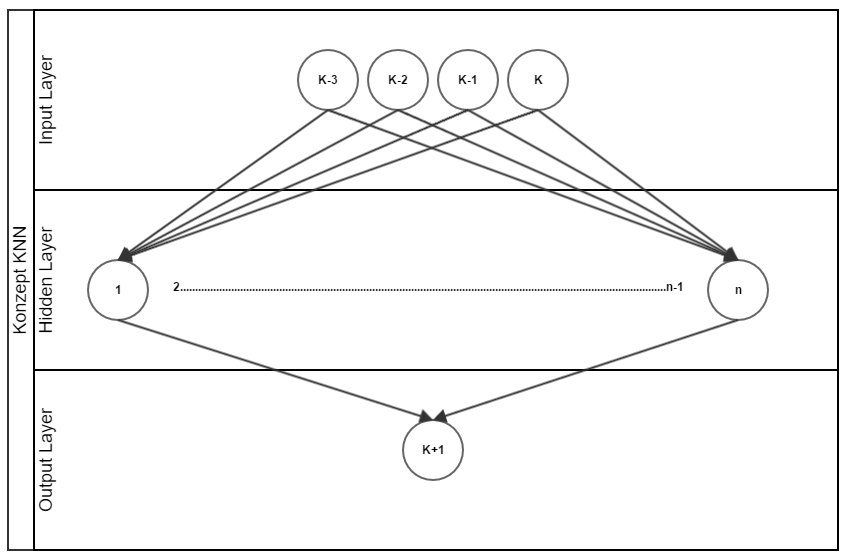 Konzept KNN
Input Layer
K-3 K-2 K-1 K
Hidden Layer
1 2..........................................................................................................................................................n-1 n
Output Layer
K+1